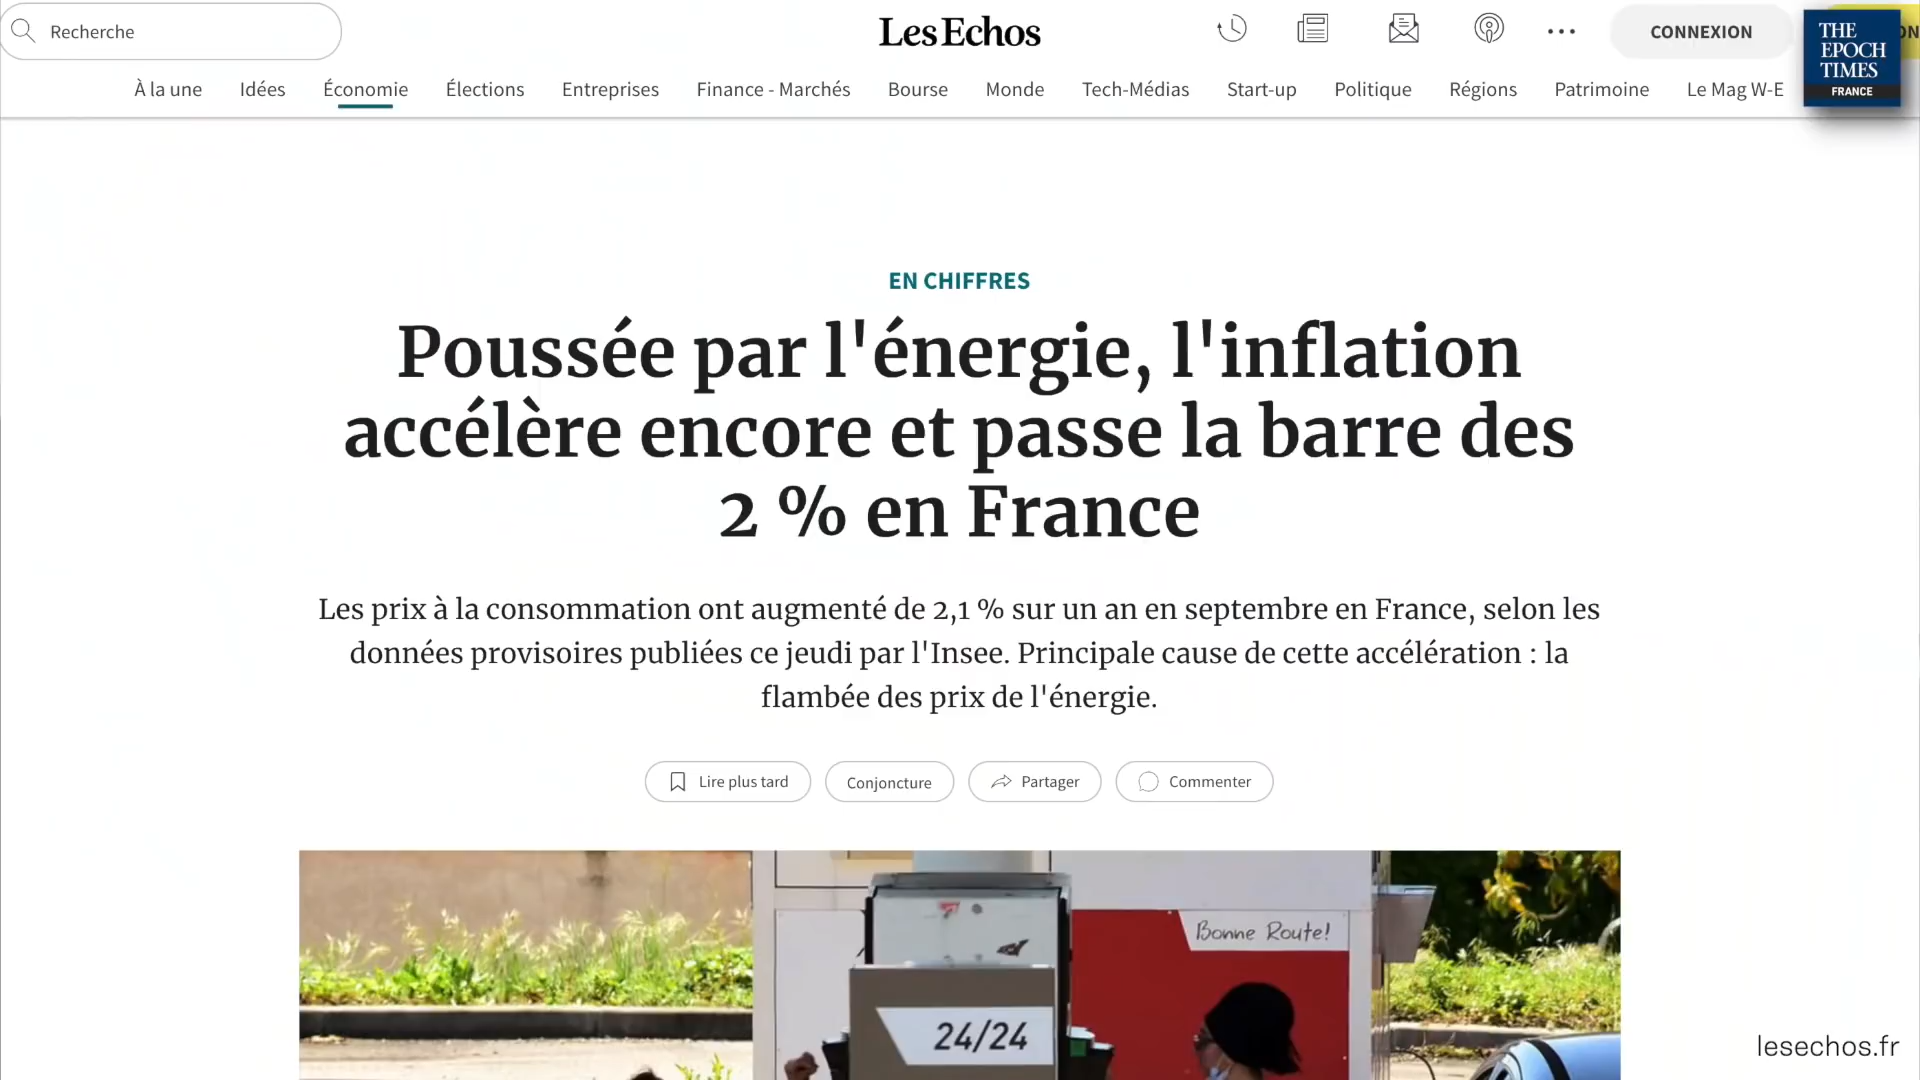 Recherche
Les Echos
CONNEXION
THE
EPOCH
TIMES
FRANCE
À la une Idées Économie Élections Entreprises Finance - Marchés Bourse Monde Tech-Médias Start-up Politique Régions Patrimoine Le Mag W-E
EN CHIFFRES
Poussée par l'énergie, l'inflation
accélère encore et passe la barre des
2 % en France
Les prix à la consommation ont augmenté de 2,1 % sur un an en septembre en France, selon les
données provisoires publiées ce jeudi par l'Insee. Principale cause de cette accélération : la
flambée des prix de l'énergie.
Lire plus tard Conjoncture Partager Commenter
Bonne Route!
24/24
lesechos.fr